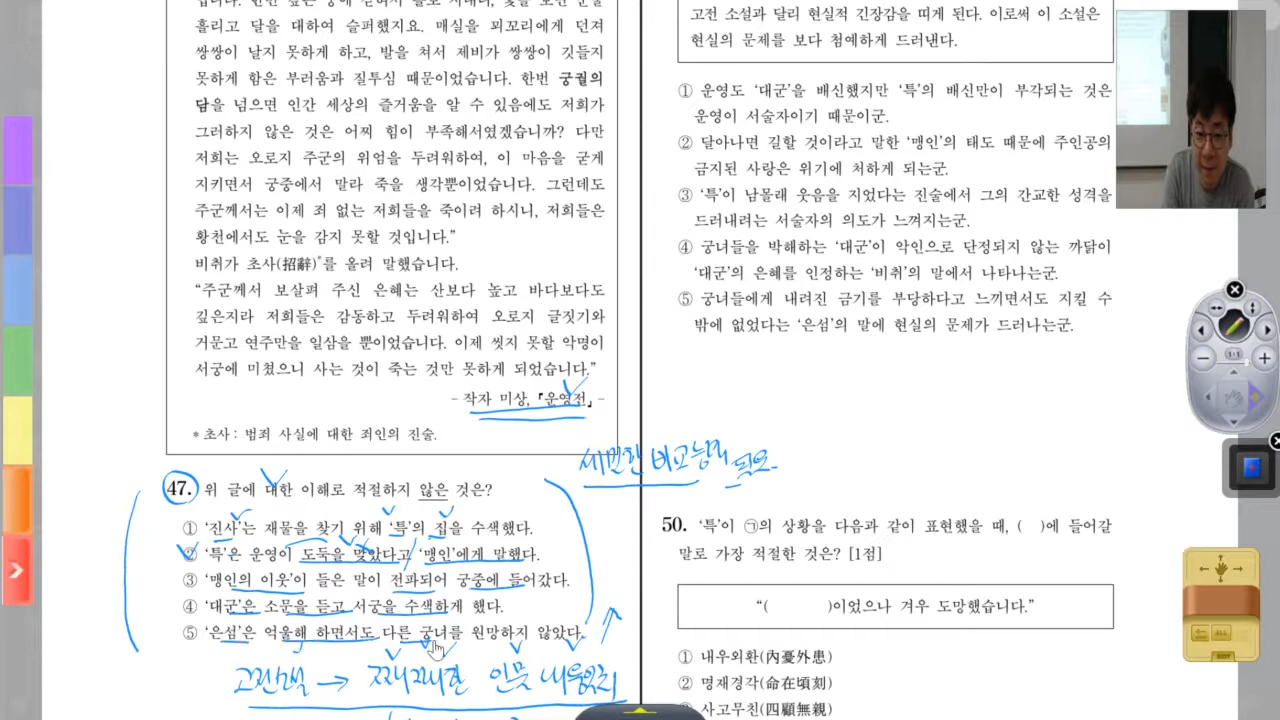 흘리고 달을 대하여 슬퍼했지요. 매실을 꾀꼬리에게 던져
쌍쌍이 날지 못하게 하고, 발을 쳐서 제비가 쌍쌍이 깃들지
못하게 함은 부러움과 질투심 때문이었습니다. 한번 궁궐의
담을 넘으면 인간 세상의 즐거움을 알 수 있음에도 저희가
그러하지 않은 것은 어찌 힘이 부족해서였겠습니까? 다만
저희는 오로지 주군의 위엄을 두려워하여, 이 마음을 굳게
지키면서 궁중에서 말라 죽을 생각뿐이었습니다. 그런데도
주군께서는 이제 죄 없는 저희들을 죽이려 하시니, 저희들은
황천에서도 눈을 감지 못할 것입니다.”
비취가 초사(招辭)*를 올려 말했습니다.
“주군께서 보살펴 주신 은혜는 산보다 높고 바다보다도
깊은지라 저희들은 감동하고 두려워하여 오로지 글짓기와
거문고 연주만을 일삼을 뿐이었습니다. 이제 씻지 못할 악명이
서궁에 미쳤으니 사는 것이 죽는 것만 못하게 되었습니다.”
- 작자 미상, 「운영전」 -
* 초사 : 범죄 사실에 대한 죄인의 진술.
세밀한 비교능력 필요
47. 위 글에 대한 이해로 적절하지 않은 것은?
① ‘진사’는 재물을 찾기 위해 ‘특’의 집을 수색했다.
② ‘특’은 운영이 도둑을 맞았다고 ‘맹인’에게 말했다.
③ ‘맹인의 이웃’이 들은 말이 전파되어 궁중에 들어갔다.
④ ‘대군’은 소문을 듣고 서궁을 수색하게 했다.
⑤ ‘은섬’은 억울해 하면서도 다른 궁녀를 원망하지 않았다.
고전소설 →
고전 소설과 달리 현실적 긴장감을 띠게 된다. 이로써 이 소설은
현실의 문제를 보다 첨예하게 드러낸다.
① 운영도 ‘대군’을 배신했지만 ‘특’의 배신만이 부각되는 것은
운영이 서술자이기 때문이군.
② 달아나면 길할 것이라고 말한 ‘맹인’의 태도 때문에 주인공의
금지된 사랑은 위기에 처하게 되는군.
③ ‘특’이 남몰래 웃음을 지었다는 진술에서 그의 간교한 성격을
드러내려는 서술자의 의도가 느껴지는군.
④ 궁녀들을 박해하는 ‘대군’이 악인으로 단정되지 않는 까닭이
‘대군’의 은혜를 인정하는 ‘비취’의 말에서 나타나는군.
⑤ 궁녀들에게 내려진 금기를 부당하다고 느끼면서도 지킬 수
밖에 없었다는 ‘은섬’의 말에 현실의 문제가 드러나는군.
50. ‘특’이 ㉠의 상황을 다음과 같이 표현했을 때, ( )에 들어갈
말로 가장 적절한 것은? [1점]
“( )이었으나 겨우 도망했습니다.”
① 내우외환(內憂外患)
② 명재경각(命在頃刻)
사고무친(四顧無親)